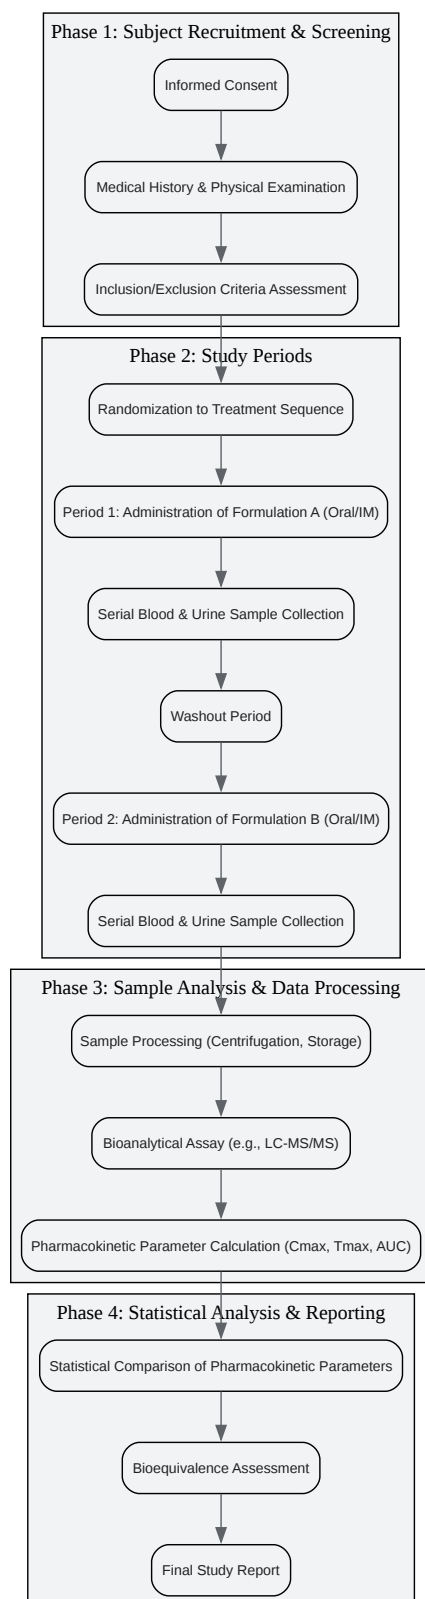 Phase 1: Subject Recruitment & Screening
Informed Consent
Medical History & Physical Examination
Inclusion/Exclusion Criteria Assessment
Phase 2: Study Periods
Randomization to Treatment Sequence
Period 1: Administration of Formulation A (Oral/IM)
Serial Blood & Urine Sample Collection
Washout Period
Period 2: Administration of Formulation B (Oral/IM)
Serial Blood & Urine Sample Collection
Phase 3: Sample Analysis & Data Processing
Sample Processing (Centrifugation, Storage)
Bioanalytical Assay (e.g., LC-MS/MS)
Pharmacokinetic Parameter Calculation (Cmax, Tmax, AUC)
Phase 4: Statistical Analysis & Reporting
Statistical Comparison of Pharmacokinetic Parameters
Bioequivalence Assessment
Final Study Report